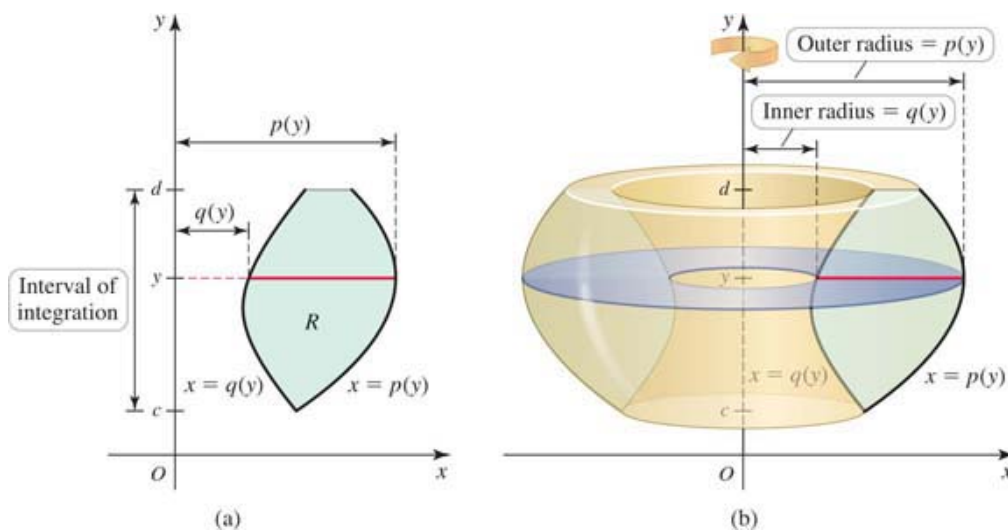 y
p(y)
d
q(y)
y
Interval of
integration
R
x = q(y)
x = p(y)
c
O
x
(a)
y
Outer radius = p(y)
Inner radius = q(y)
d
y
x = q(y)
x = p(y)
c
O
x
(b)